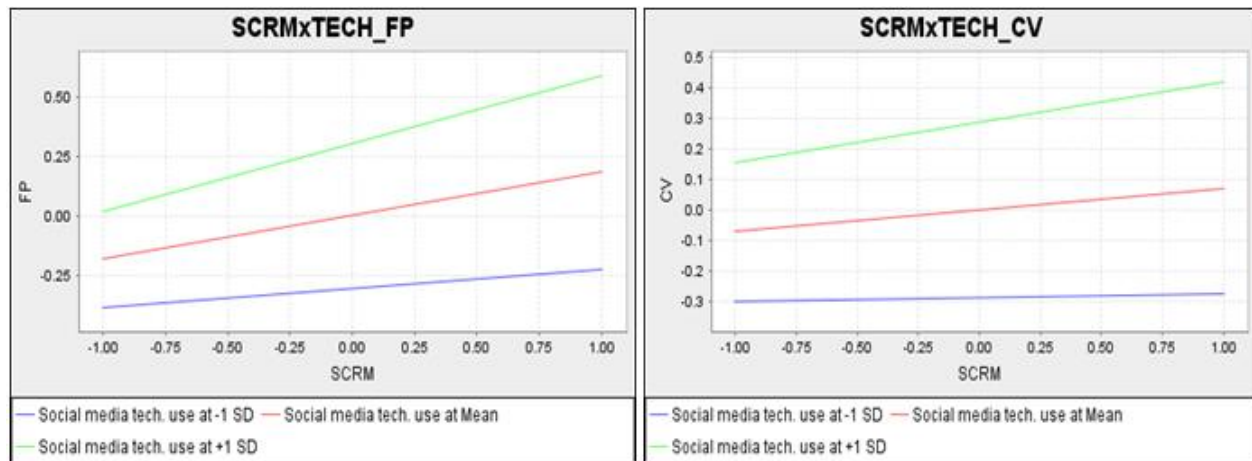 SCRMxTECH_FP
0.50
0.25
0.00
-0.25
FP
-1.00 -0.75 -0.50 -0.25 0.00 0.25 0.50 0.75 1.00
SCRM
Social media tech. use at -1 SD Social media tech. use at Mean
Social media tech. use at +1 SD
SCRMxTECH_CV
0.5
0.4
0.3
0.2
0.1
0.0
-0.1
-0.2
-0.3
CV
-1.00 -0.75 -0.50 -0.25 0.00 0.25 0.50 0.75 1.00
SCRM
Social media tech. use at -1 SD Social media tech. use at Mean
Social media tech. use at +1 SD